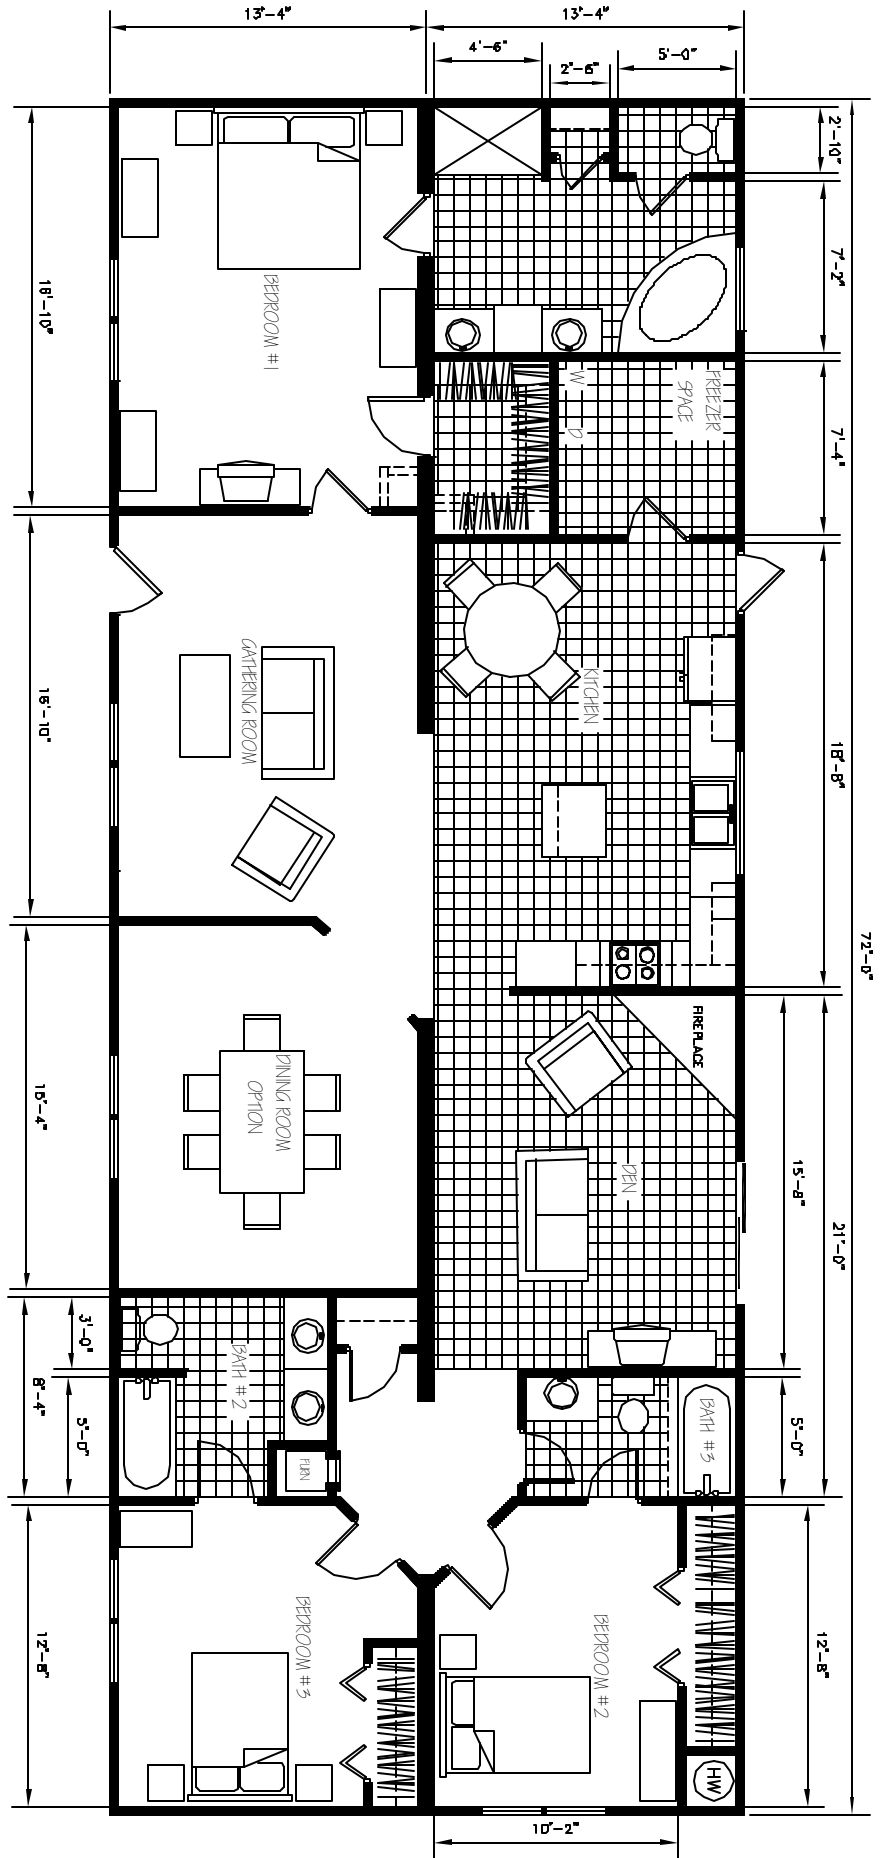 13'-4"
13'-4"
4'-6"
2'-6"
5'-0"
2'-10"
7'-2"
7'-4"
18'-8"
72'-0"
15'-8"
21'-0"
5'-0"
12'-8"
10'-2"
16'-10"
16'-10"
15'-4"
3'-0"
8'-4"
5'-0"
12'-8"
BEDROOM #1
W D
FREEZER
SPACE
GATHERING ROOM
KITCHEN
FIREPLACE
DINING ROOM
OPTION
DEN
BATH #2
FURN
BATH #3
BEDROOM #3
BEDROOM #2
HW